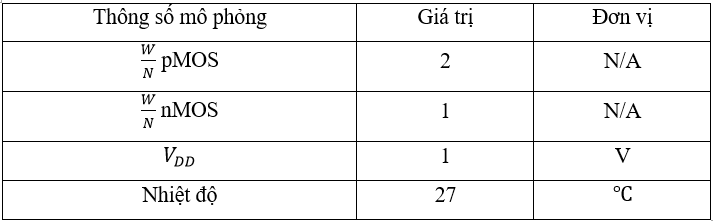 Thông số mô phỏng Giá trị Đơn vị
W/N pMOS 2 N/A
W/N nMOS 1 N/A
V_DD 1 V
Nhiệt độ 27 ℃